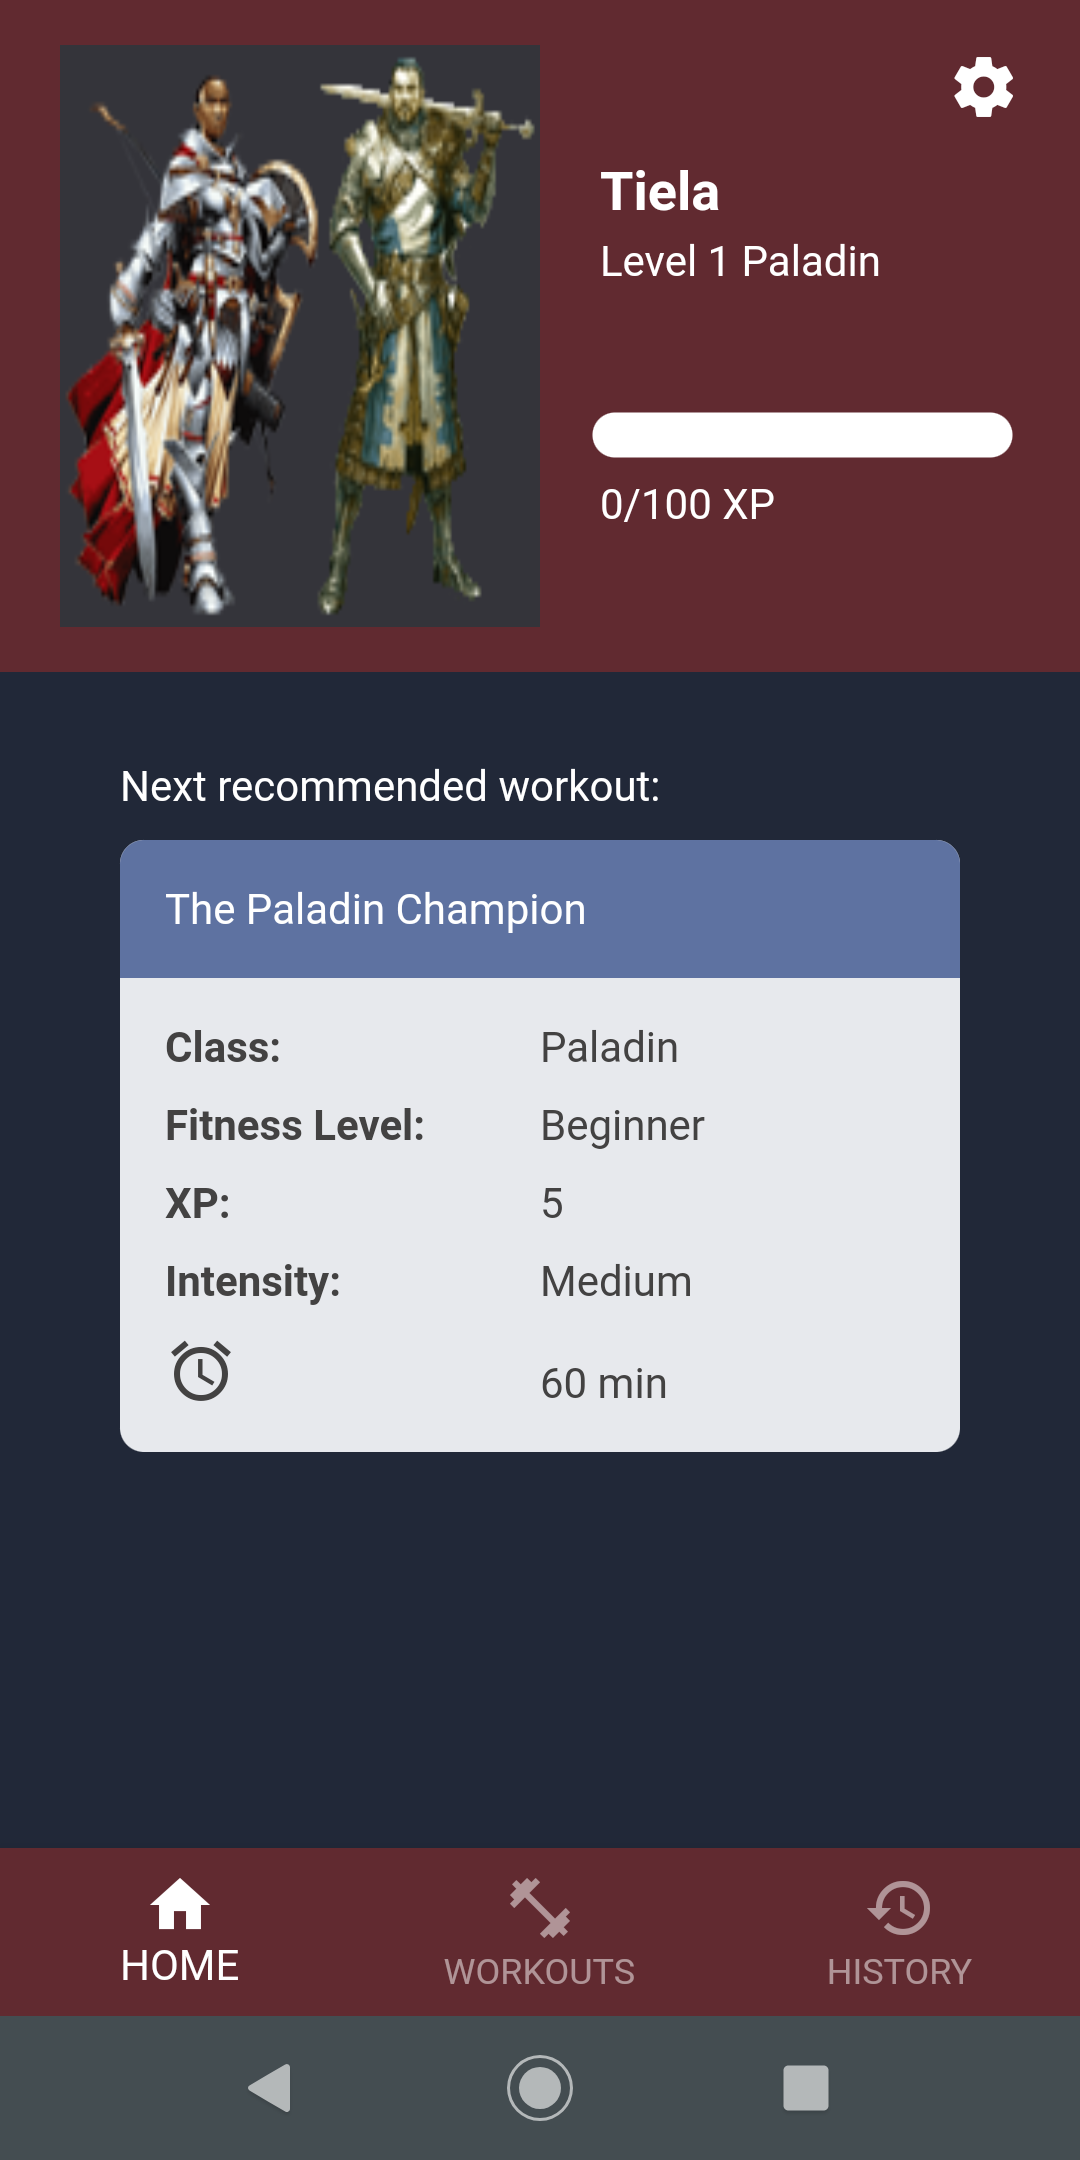 Tiela
Level 1 Paladin
0/100 XP
Next recommended workout:
The Paladin Champion
Class: Paladin
Fitness Level: Beginner
XP: 5
Intensity: Medium
60 min
HOME WORKOUTS HISTORY